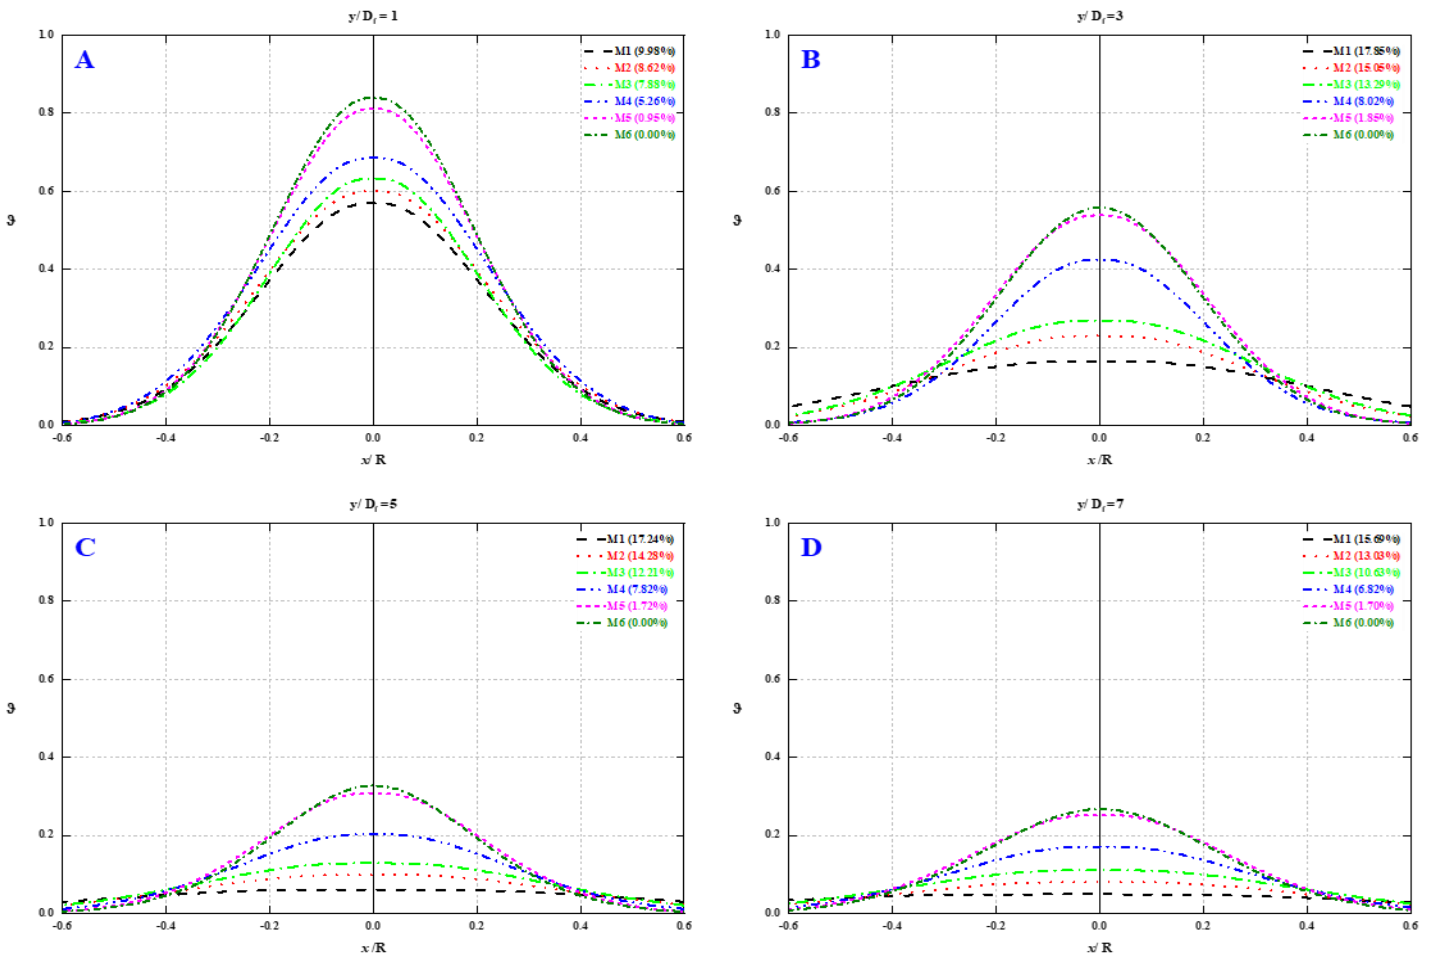 y/ Df = 1
A
M1 (9.98%)
M2 (8.62%)
M3 (7.88%)
M4 (5.26%)
M5 (0.95%)
M6 (0.00%)
1.0
0.8
0.6
0.4
0.2
0.0
ϑ
-0.6 -0.4 -0.2 0.0 0.2 0.4 0.6
x/ R
y/ Df =3
B
M1 (17.85%)
M2 (15.05%)
M3 (13.29%)
M4 (8.02%)
M5 (1.85%)
M6 (0.00%)
1.0
0.8
0.6
0.4
0.2
0.0
ϑ
-0.6 -0.4 -0.2 0.0 0.2 0.4 0.6
x/R
y/ Df =5
C
M1 (17.24%)
M2 (14.28%)
M3 (12.21%)
M4 (7.82%)
M5 (1.72%)
M6 (0.00%)
1.0
0.8
0.6
0.4
0.2
0.0
ϑ
-0.6 -0.4 -0.2 0.0 0.2 0.4 0.6
x/R
y/ Df =7
D
M1 (15.69%)
M2 (13.03%)
M3 (10.63%)
M4 (6.82%)
M5 (1.70%)
M6 (0.00%)
1.0
0.8
0.6
0.4
0.2
0.0
ϑ
-0.6 -0.4 -0.2 0.0 0.2 0.4 0.6
x/R